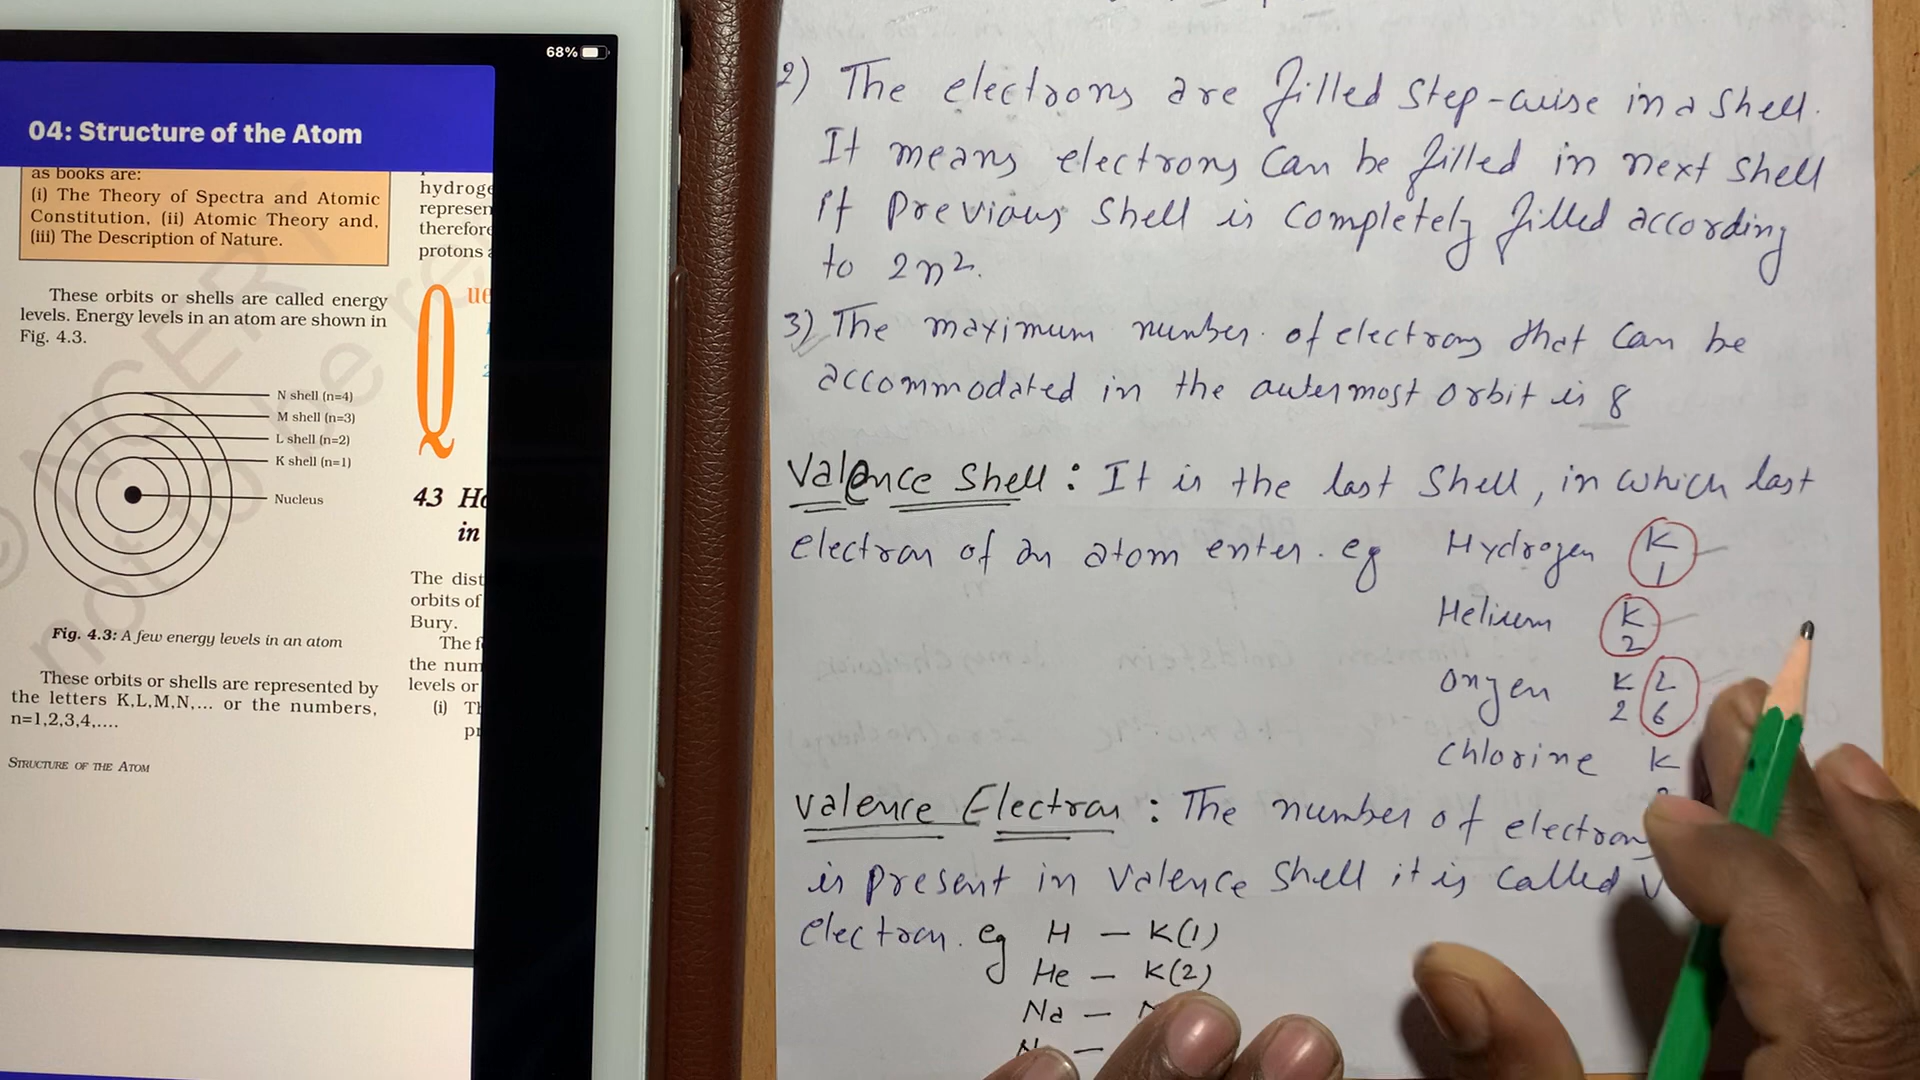 68%
04: Structure of the Atom
as books are:
(i) The Theory of Spectra and Atomic
Constitution, (ii) Atomic Theory and,
(iii) The Description of Nature.
These orbits or shells are called energy
levels. Energy levels in an atom are shown in
Fig. 4.3.
N shell (n=4)
M shell (n=3)
L shell (n=2)
K shell (n=1)
Nucleus
Fig. 4.3: A few energy levels in an atom
These orbits or shells are represented by
the letters K,L,M,N,... or the numbers,
n=1,2,3,4,....
STRUCTURE OF THE ATOM
hydroge
represen
therefore
protons
Q
ue
4.3 Ho
in
The dist
orbits of
Bury.
The f
the num
levels or
(i) Th
pr
2) The electrons are filled step-wise in a shell.
It means electrons can be filled in next shell
if previous shell is completely filled according
to 2n².
3) The maximum number of electrons that can be
accommodated in the outermost orbit is 8
Valence Shell: It is the last shell, in which last
electron of an atom enter. eg Hydrogen K
1
Helium K
2
Oxygen K L
2 6
Chlorine K
Valence Electron: The number of electrons
is present in valence shell it is called v
electron. eg H — K(1)
He — K(2)
Na —